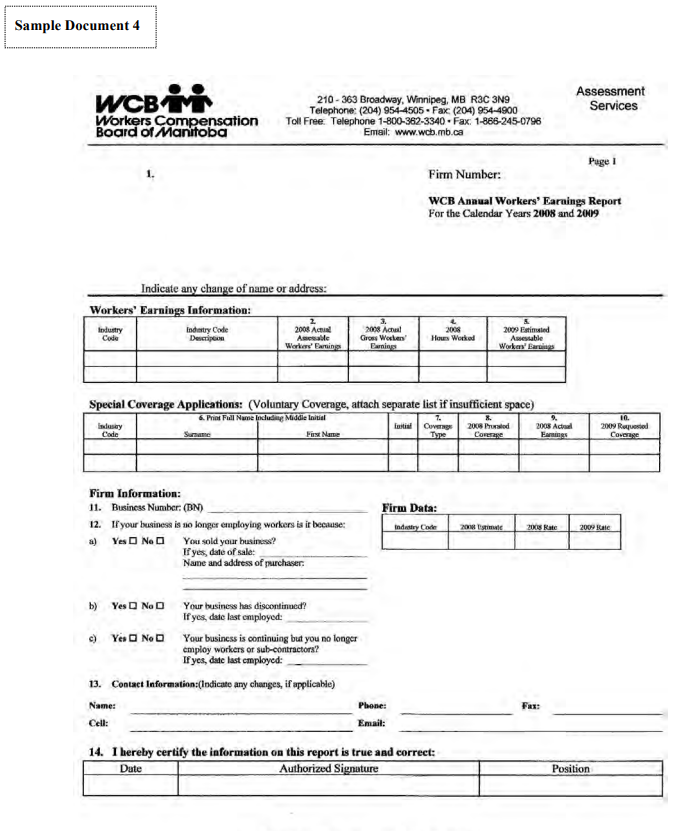 Sample Document 4
WCB
Workers Compensation
Board of Manitoba
210 - 363 Broadway, Winnipeg, MB R3C 3N9
Telephone: (204) 954-4505 • Fax: (204) 954-4900
Toll Free: Telephone 1-800-362-3340 • Fax: 1-866-245-0796
Email: www.wcb.mb.ca
Assessment
Services
Page 1
1.
Firm Number:
WCB Annual Workers' Earnings Report
For the Calendar Years 2008 and 2009
Indicate any change of name or address:
Workers' Earnings Information:
Industry Code
Industry Code Description
2. 2008 Actual Assessable Workers' Earnings
3. 2008 Actual Gross Workers' Earnings
4. 2008 Hours Worked
5. 2009 Estimated Assessable Workers' Earnings
Special Coverage Applications: (Voluntary Coverage, attach separate list if insufficient space)
Industry Code
6. Print Full Name Including Middle Initial
Surname
First Name
Initial
7. Coverage Type
8. 2008 Prorated Coverage
9. 2008 Actual Earnings
10. 2009 Requested Coverage
Firm Information:
11. Business Number: (BN)
12. If your business is no longer employing workers is it because:
a) Yes ☐ No ☐ You sold your business?
If yes, date of sale:
Name and address of purchaser:
b) Yes ☐ No ☐ Your business has discontinued?
If yes, date last employed:
c) Yes ☐ No ☐ Your business is continuing but you no longer
employ workers or sub-contractors?
If yes, date last employed:
Firm Data:
Industry Code 2008 Estimate 2008 Rate 2009 Rate
13. Contact Information:(Indicate any changes, if applicable)
Name: Phone: Fax:
Cell: Email:
14. I hereby certify the information on this report is true and correct:
Date Authorized Signature Position